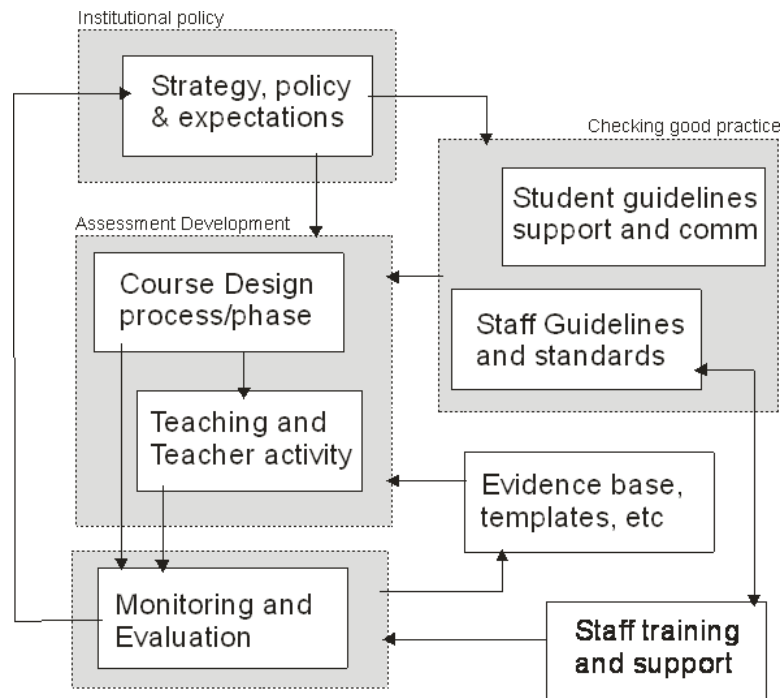 Institutional policy
Strategy, policy
& expectations
Checking good practice
Student guidelines
support and comm
Assessment Development
Course Design
process/phase
Staff Guidelines
and standards
Teaching and
Teacher activity
Evidence base,
templates, etc
Monitoring and
Evaluation
Staff training
and support